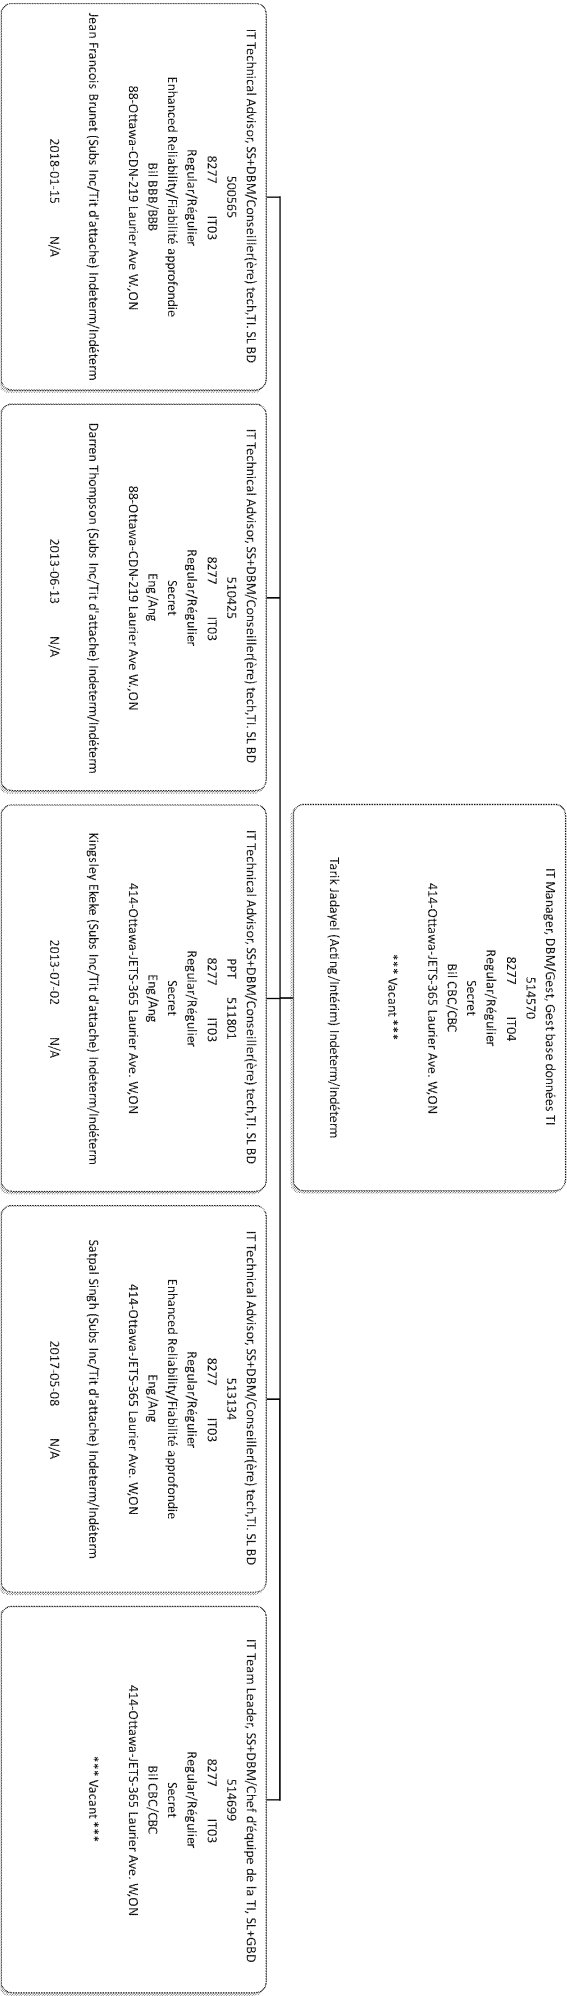 IT Manager, DBM/Gest, Gest base données TI
514570
8277 IT04
Regular/Régulier
Secret
Bil CBC/CBC
414-Ottawa-JETS-365 Laurier Ave. W,ON
*** Vacant ***
Tarik Jadayel (Acting/Intérim) Indeterm/Indéterm
IT Technical Advisor, SS+DBM/Conseiller(ère) tech,TI. SL BD
500565
8277 IT03
Regular/Régulier
Enhanced Reliability/Fiabilité approfondie
Bil BBB/BBB
88-Ottawa-CDN-219 Laurier Ave W.,ON
Jean Francois Brunet (Subs Inc/Tit d'attache) Indeterm/Indéterm
2018-01-15 N/A
IT Technical Advisor, SS+DBM/Conseiller(ère) tech,TI. SL BD
510425
8277 IT03
Regular/Régulier
Secret
Eng/Ang
88-Ottawa-CDN-219 Laurier Ave W.,ON
Darren Thompson (Subs Inc/Tit d'attache) Indeterm/Indéterm
2013-06-13 N/A
IT Technical Advisor, SS+DBM/Conseiller(ère) tech,TI. SL BD
PPT 511801
8277 IT03
Regular/Régulier
Secret
Eng/Ang
414-Ottawa-JETS-365 Laurier Ave. W,ON
Kingsley Ekeke (Subs Inc/Tit d'attache) Indeterm/Indéterm
2013-07-02 N/A
IT Technical Advisor, SS+DBM/Conseiller(ère) tech,TI. SL BD
513134
8277 IT03
Regular/Régulier
Enhanced Reliability/Fiabilité approfondie
Eng/Ang
414-Ottawa-JETS-365 Laurier Ave. W,ON
Satpal Singh (Subs Inc/Tit d'attache) Indeterm/Indéterm
2017-05-08 N/A
IT Team Leader, SS+DBM/Chef d'équipe de la TI, SL+GBD
514699
8277 IT03
Regular/Régulier
Secret
Bil CBC/CBC
414-Ottawa-JETS-365 Laurier Ave. W,ON
*** Vacant ***